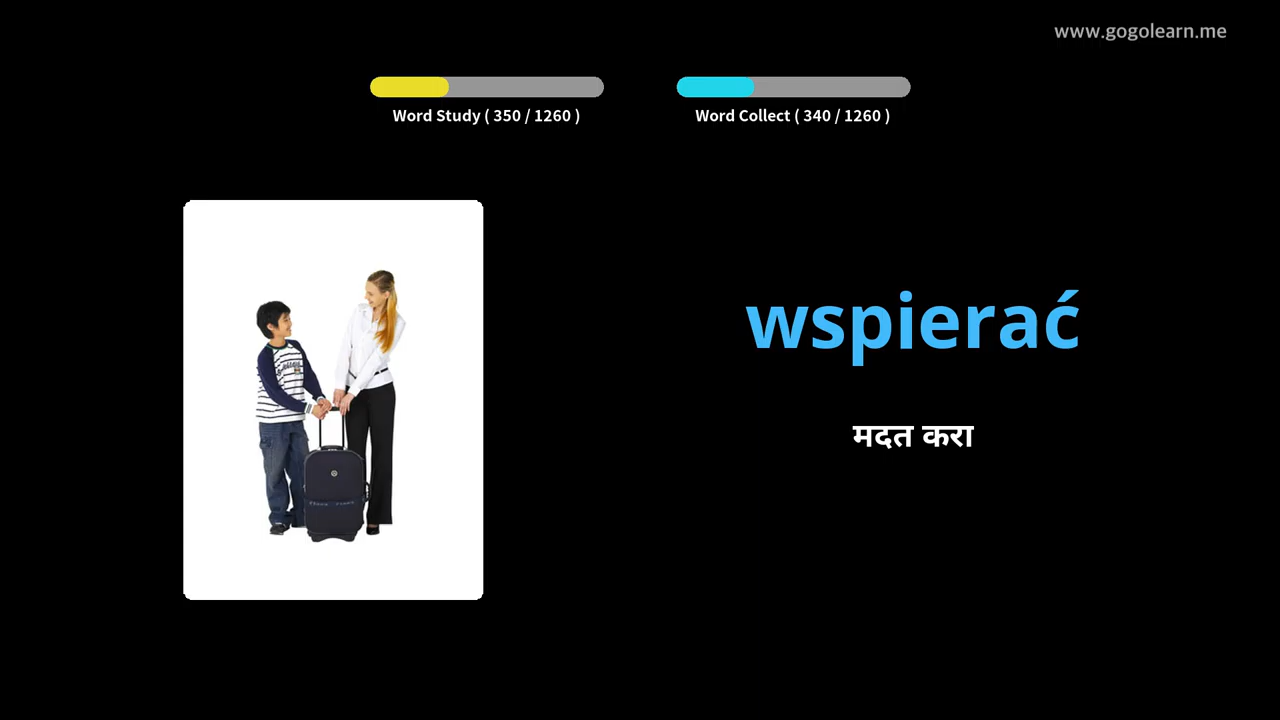 www.gogolearn.me
Word Study ( 350 / 1260 )
Word Collect ( 340 / 1260 )
wspierać
मदत करा